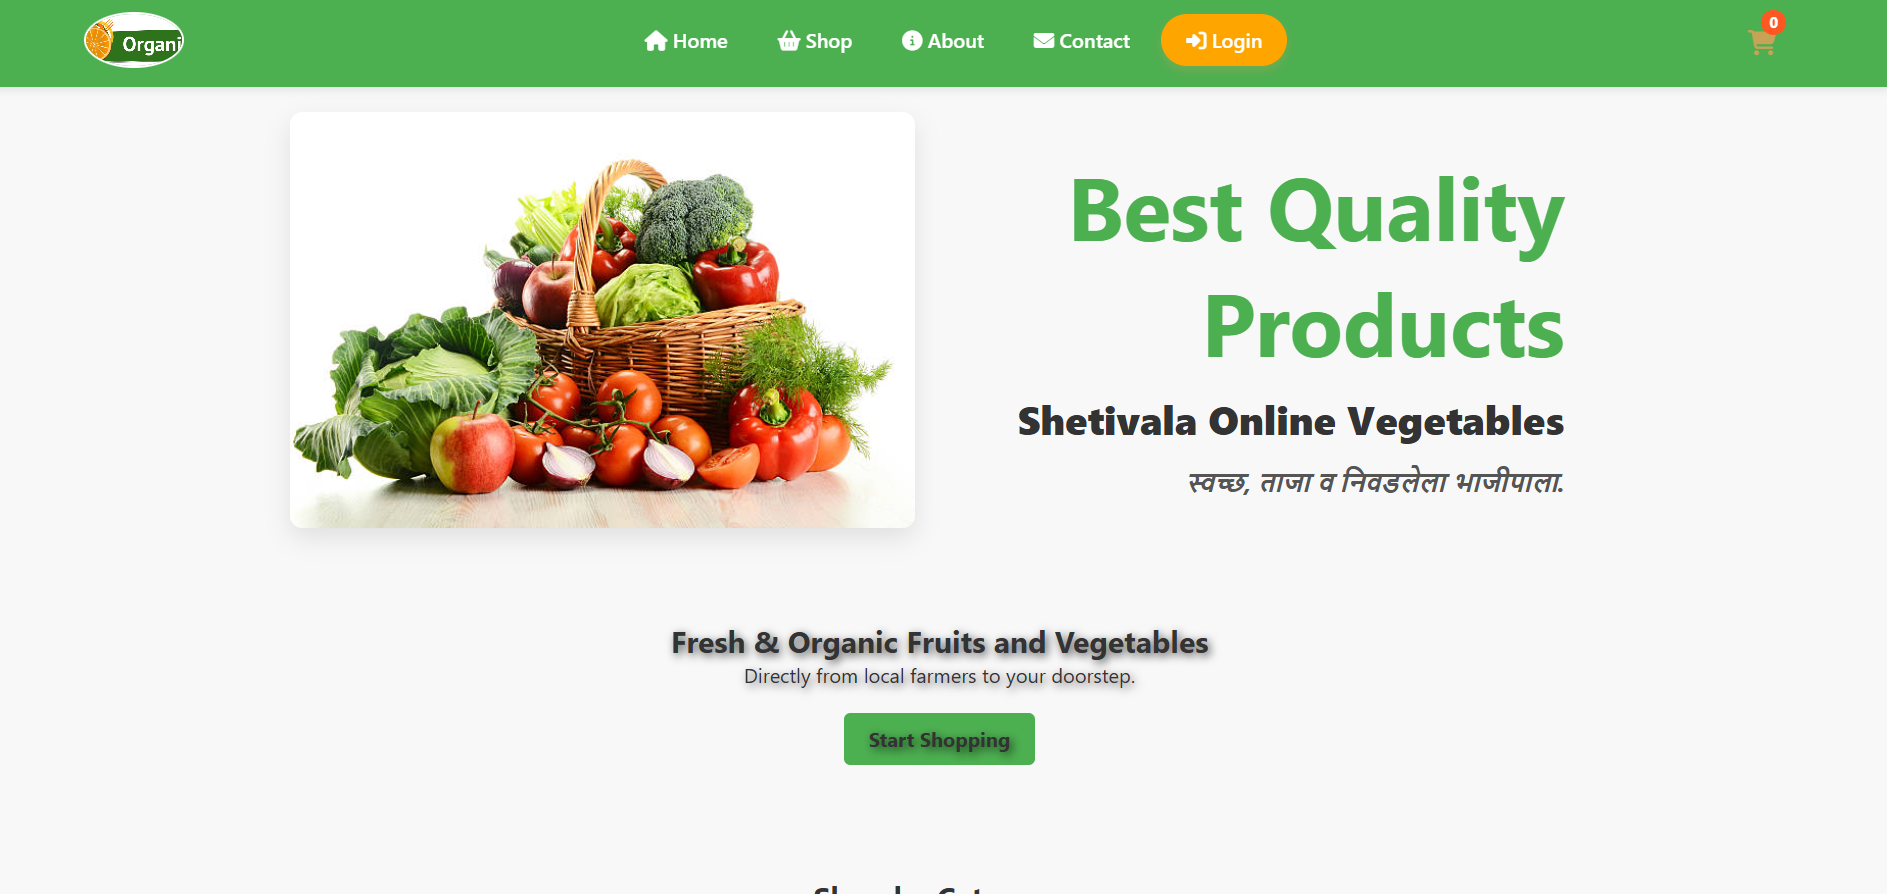 Organi
Home
Shop
About
Contact
Login
0
Best Quality
Products
Shetivala Online Vegetables
स्वच्छ, ताजा व निवडलेला भाजीपाला.
Fresh & Organic Fruits and Vegetables
Directly from local farmers to your doorstep.
Start Shopping